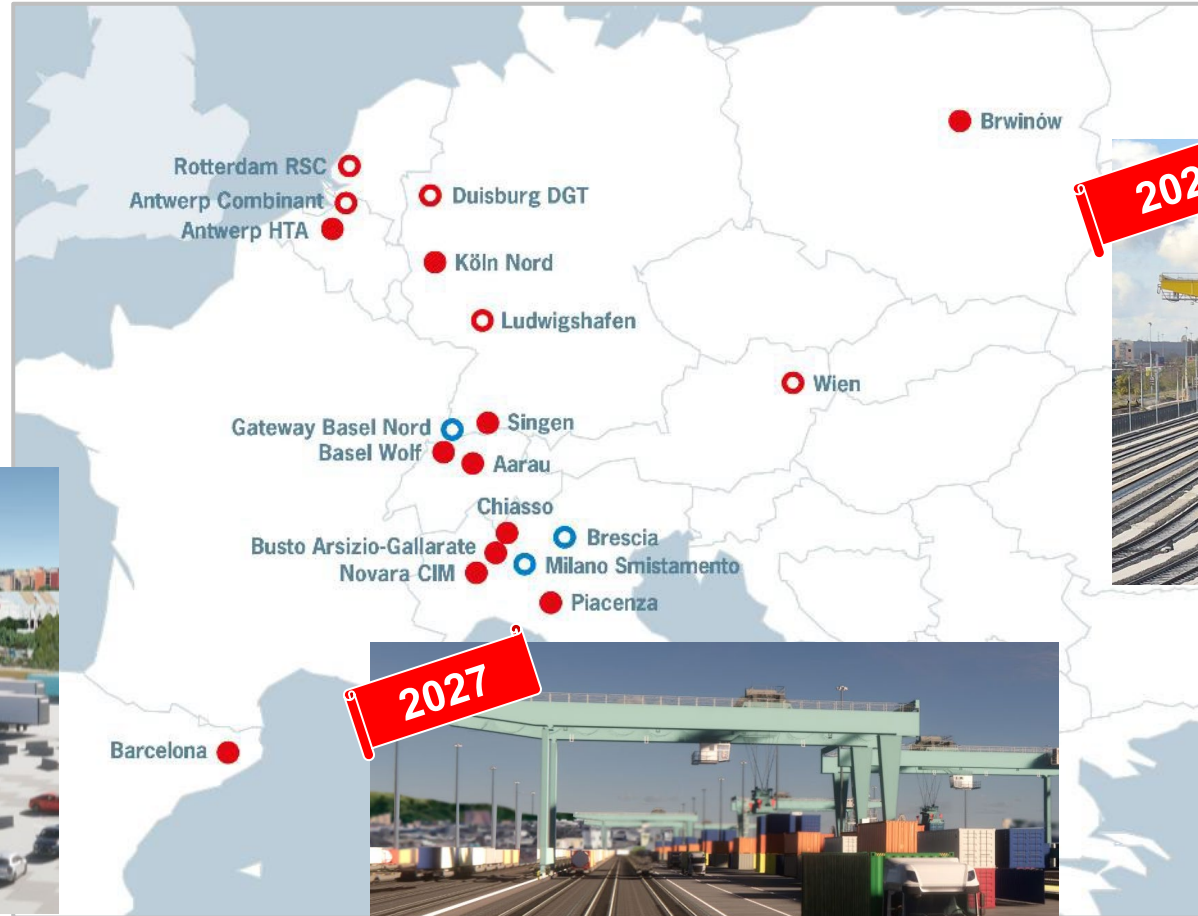 Brwinów
Rotterdam RSC
Duisburg DGT
Antwerp Combinant
Antwerp HTA
Köln Nord
Ludwigshafen
Wien
Gateway Basel Nord
Singen
Basel Wolf
Aarau
Chiasso
Brescia
Busto Arsizio-Gallarate
Milano Smistamento
Novara CIM
Piacenza
2027
Barcelona